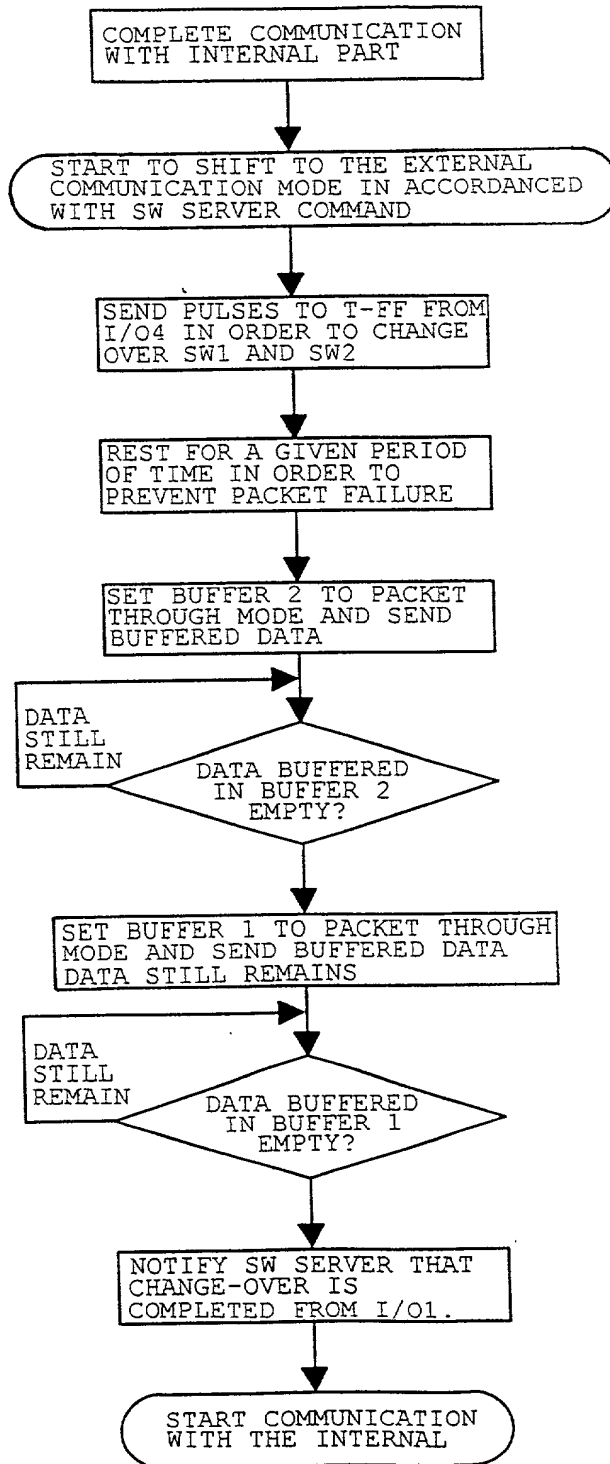 COMPLETE COMMUNICATION
WITH INTERNAL PART
START TO SHIFT TO THE EXTERNAL
COMMUNICATION MODE IN ACCORDANCED
WITH SW SERVER COMMAND
SEND PULSES TO T-FF FROM
I/O4 IN ORDER TO CHANGE
OVER SW1 AND SW2
REST FOR A GIVEN PERIOD
OF TIME IN ORDER TO
PREVENT PACKET FAILURE
SET BUFFER 2 TO PACKET
THROUGH MODE AND SEND
BUFFERED DATA
DATA
STILL
REMAIN
DATA BUFFERED
IN BUFFER 2
EMPTY?
SET BUFFER 1 TO PACKET THROUGH
MODE AND SEND BUFFERED DATA
DATA STILL REMAINS
DATA
STILL
REMAIN
DATA BUFFERED
IN BUFFER 1
EMPTY?
NOTIFY SW SERVER THAT
CHANGE-OVER IS
COMPLETED FROM I/O1.
START COMMUNICATION
WITH THE INTERNAL